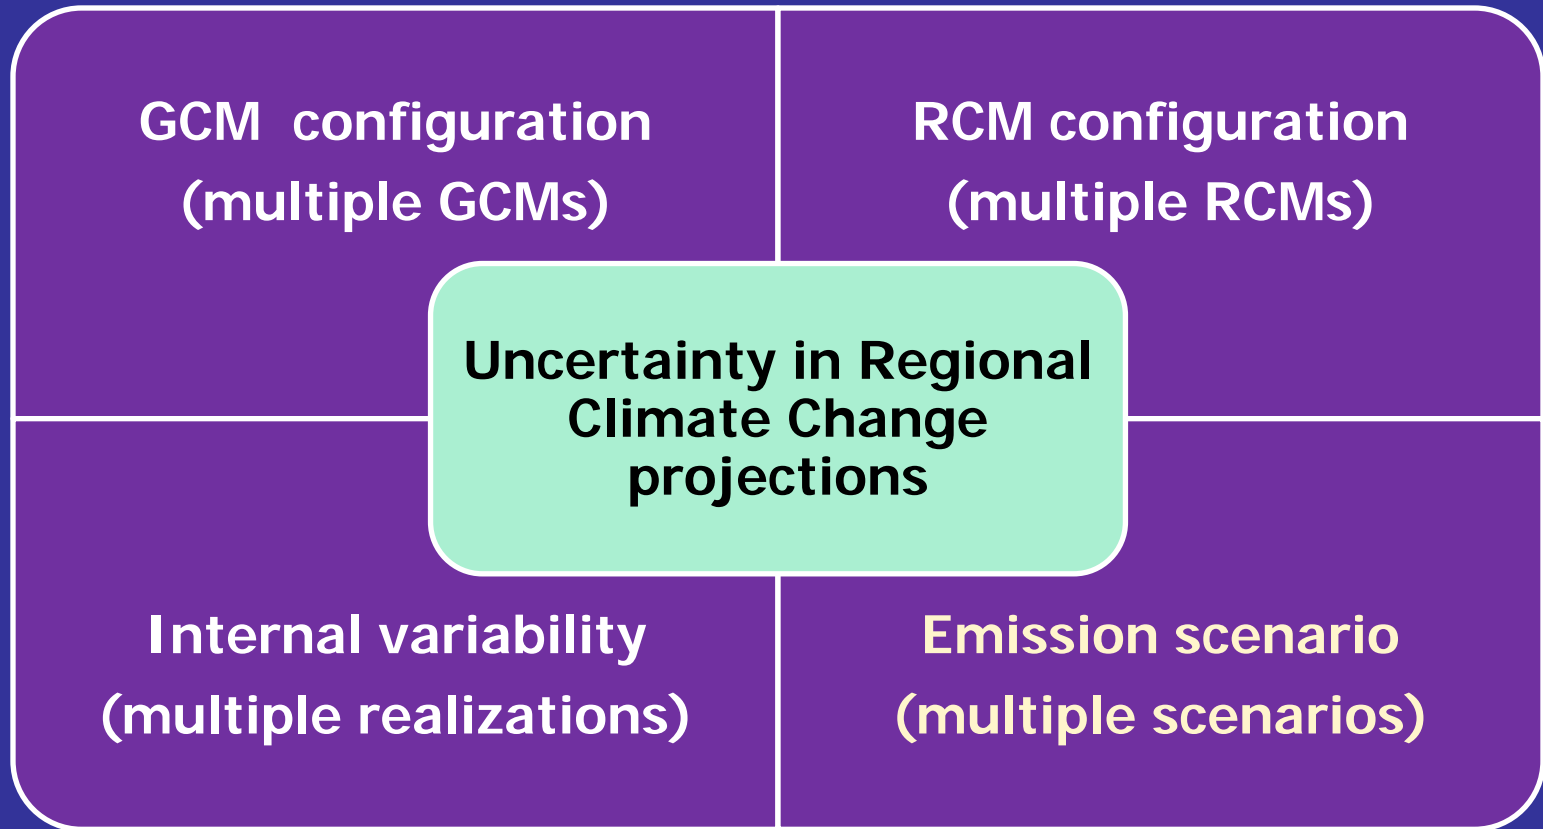 GCM configuration
(multiple GCMs)
RCM configuration
(multiple RCMs)
Uncertainty in Regional
Climate Change
projections
Internal variability
(multiple realizations)
Emission scenario
(multiple scenarios)